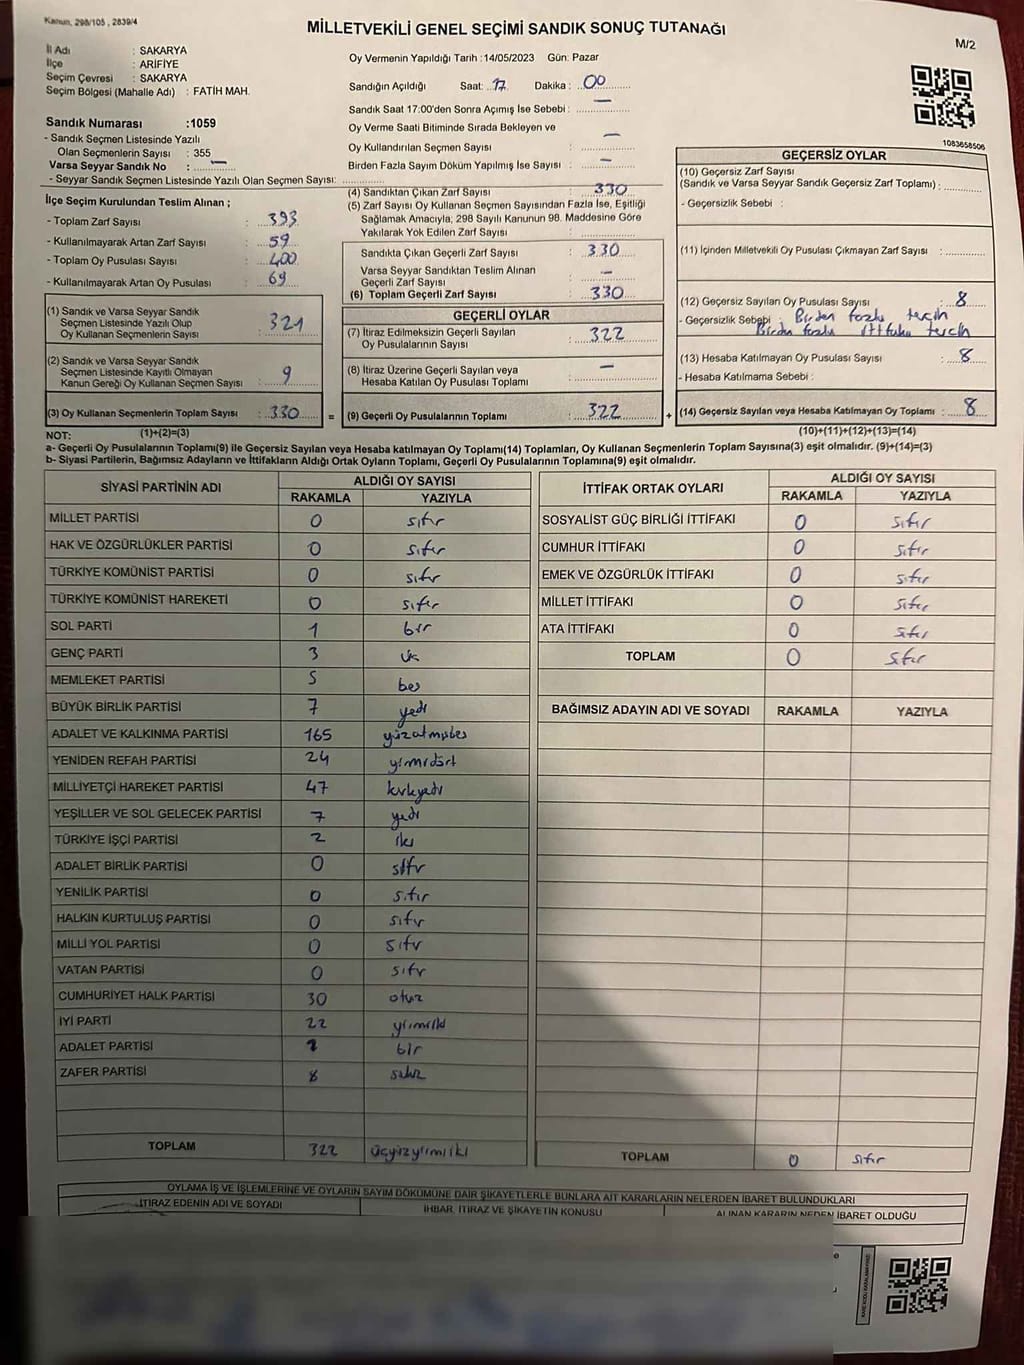 Kanun, 298/105 , 2839/4
MİLLETVEKİLİ GENEL SEÇİMİ SANDIK SONUÇ TUTANAĞI
M/2
İl Adı : SAKARYA
İlçe : ARİFİYE
Seçim Çevresi : SAKARYA
Seçim Bölgesi (Mahalle Adı) : FATİH MAH.
Sandık Numarası :1059
- Sandık Seçmen Listesinde Yazılı
Olan Seçmenlerin Sayısı : 355
Varsa Seyyar Sandık No : —
- Seyyar Sandık Seçmen Listesinde Yazılı Olan Seçmen Sayısı:
İlçe Seçim Kurulundan Teslim Alınan ;
- Toplam Zarf Sayısı : 393
- Kullanılmayarak Artan Zarf Sayısı : 59
- Toplam Oy Pusulası Sayısı : 400
- Kullanılmayarak Artan Oy Pusulası : 69
(1) Sandık ve Varsa Seyyar Sandık
Seçmen Listesinde Yazılı Olup
Oy Kullanan Seçmenlerin Sayısı : 321
(2) Sandık ve Varsa Seyyar Sandık
Seçmen Listesinde Kayıtlı Olmayan
Kanun Gereği Oy Kullanan Seçmen Sayısı : 9
(3) Oy Kullanan Seçmenlerin Toplam Sayısı : 330 =
(1)+(2)=(3)
Oy Vermenin Yapıldığı Tarih :14/05/2023 Gün: Pazar
Sandığın Açıldığı Saat: 17 Dakika : 00
Sandık Saat 17:00'den Sonra Açımış İse Sebebi : —
Oy Verme Saati Bitiminde Sırada Bekleyen ve
Oy Kullandırılan Seçmen Sayısı : —
Birden Fazla Sayım Döküm Yapılmış İse Sayısı : —
(4) Sandıktan Çıkan Zarf Sayısı : 330
(5) Zarf Sayısı Oy Kullanan Seçmen Sayısından Fazla İse, Eşitliği
Sağlamak Amacıyla, 298 Sayılı Kanunun 98. Maddesine Göre
Yakılarak Yok Edilen Zarf Sayısı :
Sandıkta Çıkan Geçerli Zarf Sayısı : 330
Varsa Seyyar Sandıktan Teslim Alınan
Geçerli Zarf Sayısı : —
(6) Toplam Geçerli Zarf Sayısı : 330
GEÇERLİ OYLAR
(7) İtiraz Edilmeksizin Geçerli Sayılan
Oy Pusulalarının Sayısı : 322
(8) İtiraz Üzerine Geçerli Sayılan veya
Hesaba Katılan Oy Pusulası Toplamı : —
(9) Geçerli Oy Pusulalarının Toplamı : 322 +
1083658506
GEÇERSİZ OYLAR
(10) Geçersiz Zarf Sayısı
(Sandık ve Varsa Seyyar Sandık Geçersiz Zarf Toplamı) :
- Geçersizlik Sebebi :
(11) İçinden Milletvekili Oy Pusulası Çıkmayan Zarf Sayısı :
(12) Geçersiz Sayılan Oy Pusulası Sayısı : 8
- Geçersizlik Sebebi : Birden fazla tercih
Birden fazla ittifaka tercih
(13) Hesaba Katılmayan Oy Pusulası Sayısı : 8
- Hesaba Katılmama Sebebi :
(14) Geçersiz Sayılan veya Hesaba Katılmayan Oy Toplamı : 8
(10)+(11)+(12)+(13)=(14)
NOT:
a- Geçerli Oy Pusulalarının Toplamı(9) ile Geçersiz Sayılan veya Hesaba katılmayan Oy Toplamı(14) Toplamları, Oy Kullanan Seçmenlerin Toplam Sayısına(3) eşit olmalıdır. (9)+(14)=(3)
b- Siyasi Partilerin, Bağımsız Adayların ve İttifakların Aldığı Ortak Oyların Toplamı, Geçerli Oy Pusulalarının Toplamına(9) eşit olmalıdır.
SİYASİ PARTİNİN ADI ALDIĞI OY SAYISI
RAKAMLA YAZIYLA
MİLLET PARTİSİ 0 sıfır
HAK VE ÖZGÜRLÜKLER PARTİSİ 0 sıfır
TÜRKİYE KOMÜNİST PARTİSİ 0 sıfır
TÜRKİYE KOMÜNİST HAREKETİ 0 sıfır
SOL PARTİ 1 bir
GENÇ PARTİ 3 üç
MEMLEKET PARTİSİ 5 beş
BÜYÜK BİRLİK PARTİSİ 7 yedi
ADALET VE KALKINMA PARTİSİ 165 yüzatmışbeş
YENİDEN REFAH PARTİSİ 24 yirmidört
MİLLİYETÇİ HAREKET PARTİSİ 47 kırkyedi
YEŞİLLER VE SOL GELECEK PARTİSİ 7 yedi
TÜRKİYE İŞÇİ PARTİSİ 2 iki
ADALET BİRLİK PARTİSİ 0 sıfır
YENİLİK PARTİSİ 0 sıfır
HALKIN KURTULUŞ PARTİSİ 0 sıfır
MİLLİ YOL PARTİSİ 0 sıfır
VATAN PARTİSİ 0 sıfır
CUMHURİYET HALK PARTİSİ 30 otuz
İYİ PARTİ 22 yirmiiki
ADALET PARTİSİ 1 bir
ZAFER PARTİSİ 8 sekiz
TOPLAM 322 üçyüzyirmiiki
İTTİFAK ORTAK OYLARI ALDIĞI OY SAYISI
RAKAMLA YAZIYLA
SOSYALİST GÜÇ BİRLİĞİ İTTİFAKI 0 sıfır
CUMHUR İTTİFAKI 0 sıfır
EMEK VE ÖZGÜRLÜK İTTİFAKI 0 sıfır
MİLLET İTTİFAKI 0 sıfır
ATA İTTİFAKI 0 sıfır
TOPLAM 0 sıfır
BAĞIMSIZ ADAYIN ADI VE SOYADI RAKAMLA YAZIYLA
TOPLAM 0 sıfır
OYLAMA İŞ VE İŞLEMLERİNE VE OYLARIN SAYIM DÖKÜMÜNE DAİR ŞİKAYETLERLE BUNLARA AİT KARARLARIN NELERDEN İBARET BULUNDUKLARI
İTİRAZ EDENİN ADI VE SOYADI İHBAR, İTİRAZ VE ŞİKAYETİN KONUSU ALINAN KARARIN NEDEN İBARET OLDUĞU